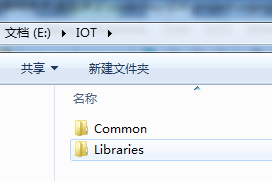 文档 (E:) ▸ IOT ▸
共享 ▾ 新建文件夹
名称
Common
Libraries